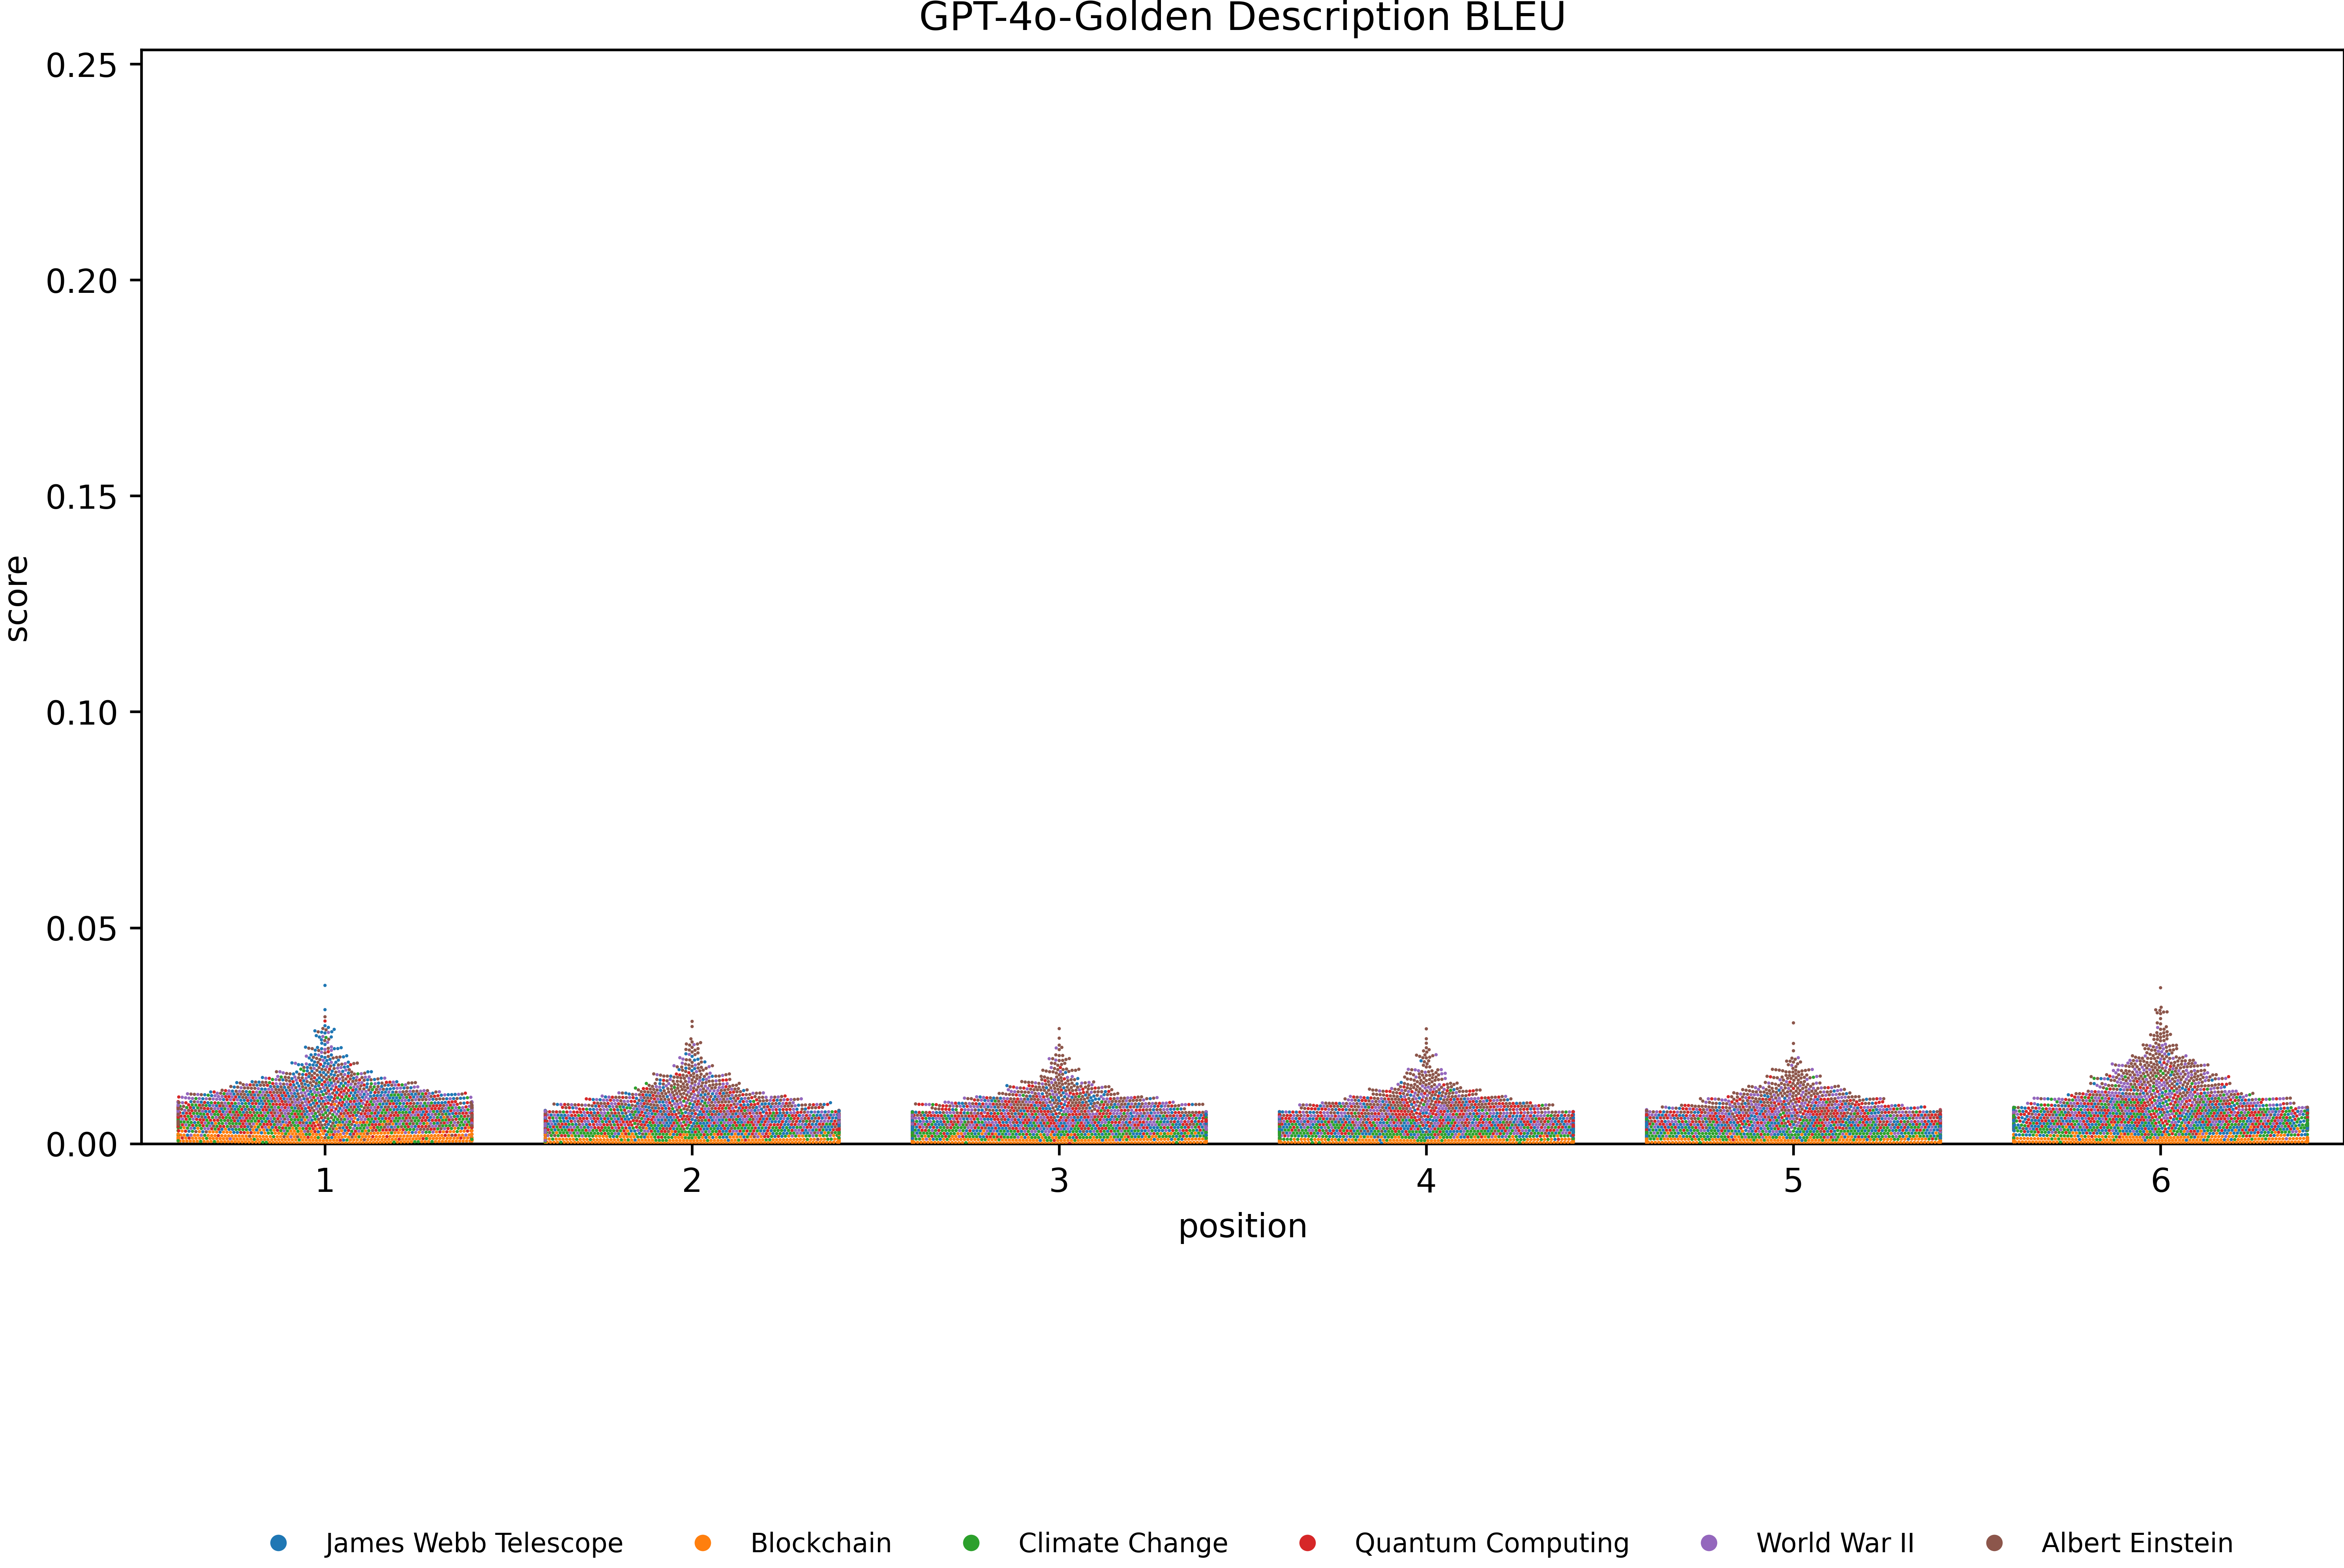 GPT-4o-Golden Description BLEU
0.25
0.20
0.15
0.10
0.05
0.00
score
1 2 3 4 5 6
position
James Webb Telescope Blockchain Climate Change Quantum Computing World War II Albert Einstein